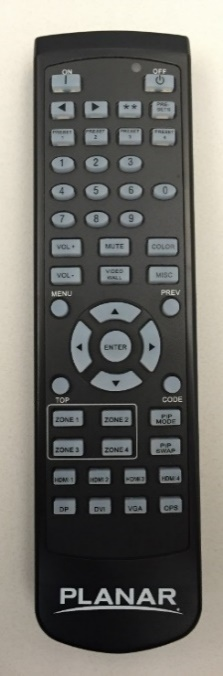 ON OFF
I
** PRE-SETS
PRESET 1 PRESET 2 PRESET 3 PRESET 4
1 2 3
4 5 6 0
7 8 9
VOL+ MUTE COLOR
VOL- VIDEO WALL MISC
MENU PREV
ENTER
TOP CODE
ZONE 1 ZONE 2 PIP MODE
ZONE 3 ZONE 4 PIP SWAP
HDMI 1 HDMI 2 HDMI 3 HDMI 4
DP DVI VGA OPS
PLANAR